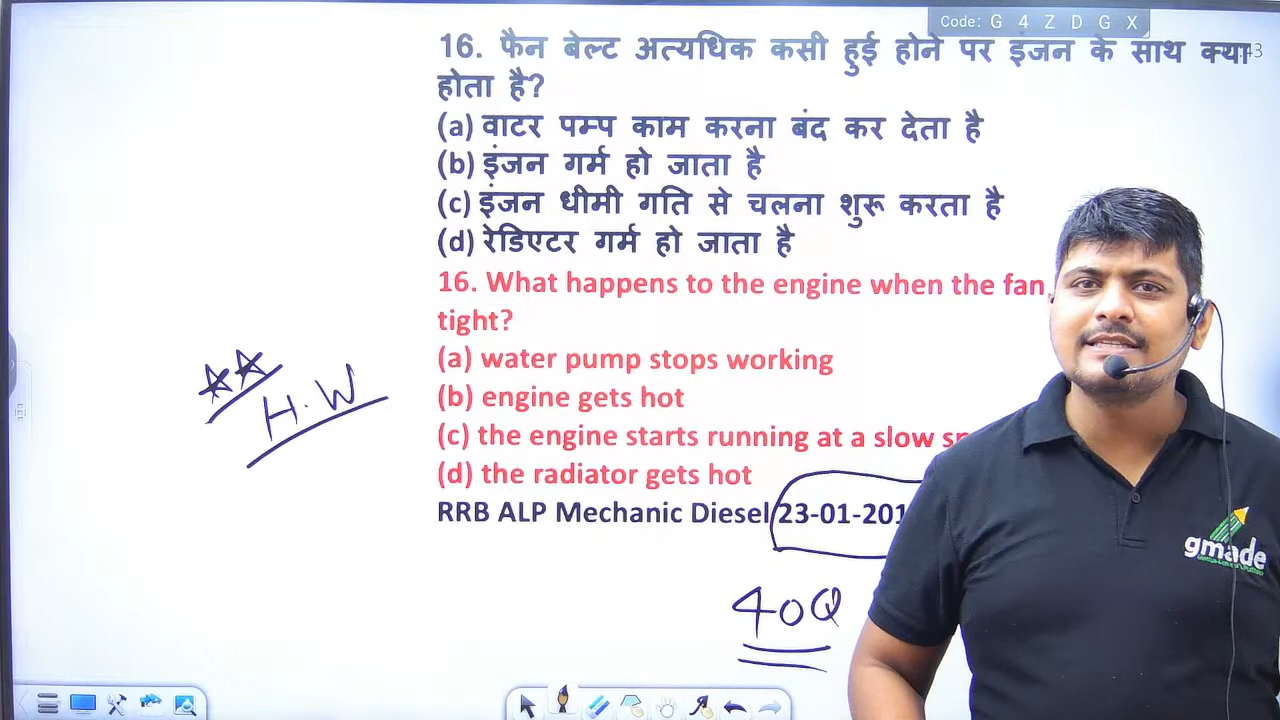 Code: G 4 Z D G X
16. फैन बेल्ट अत्यधिक कसी हुई होने पर इंजन के साथ क्या
होता है?
(a) वाटर पम्प काम करना बंद कर देता है
(b) इंजन गर्म हो जाता है
(c) इंजन धीमी गति से चलना शुरू करता है
(d) रेडिएटर गर्म हो जाता है
16. What happens to the engine when the fan
tight?
(a) water pump stops working
(b) engine gets hot
(c) the engine starts running at a slow
(d) the radiator gets hot
RRB ALP Mechanic Diesel 23-01-201
H.W
40Q
gmade